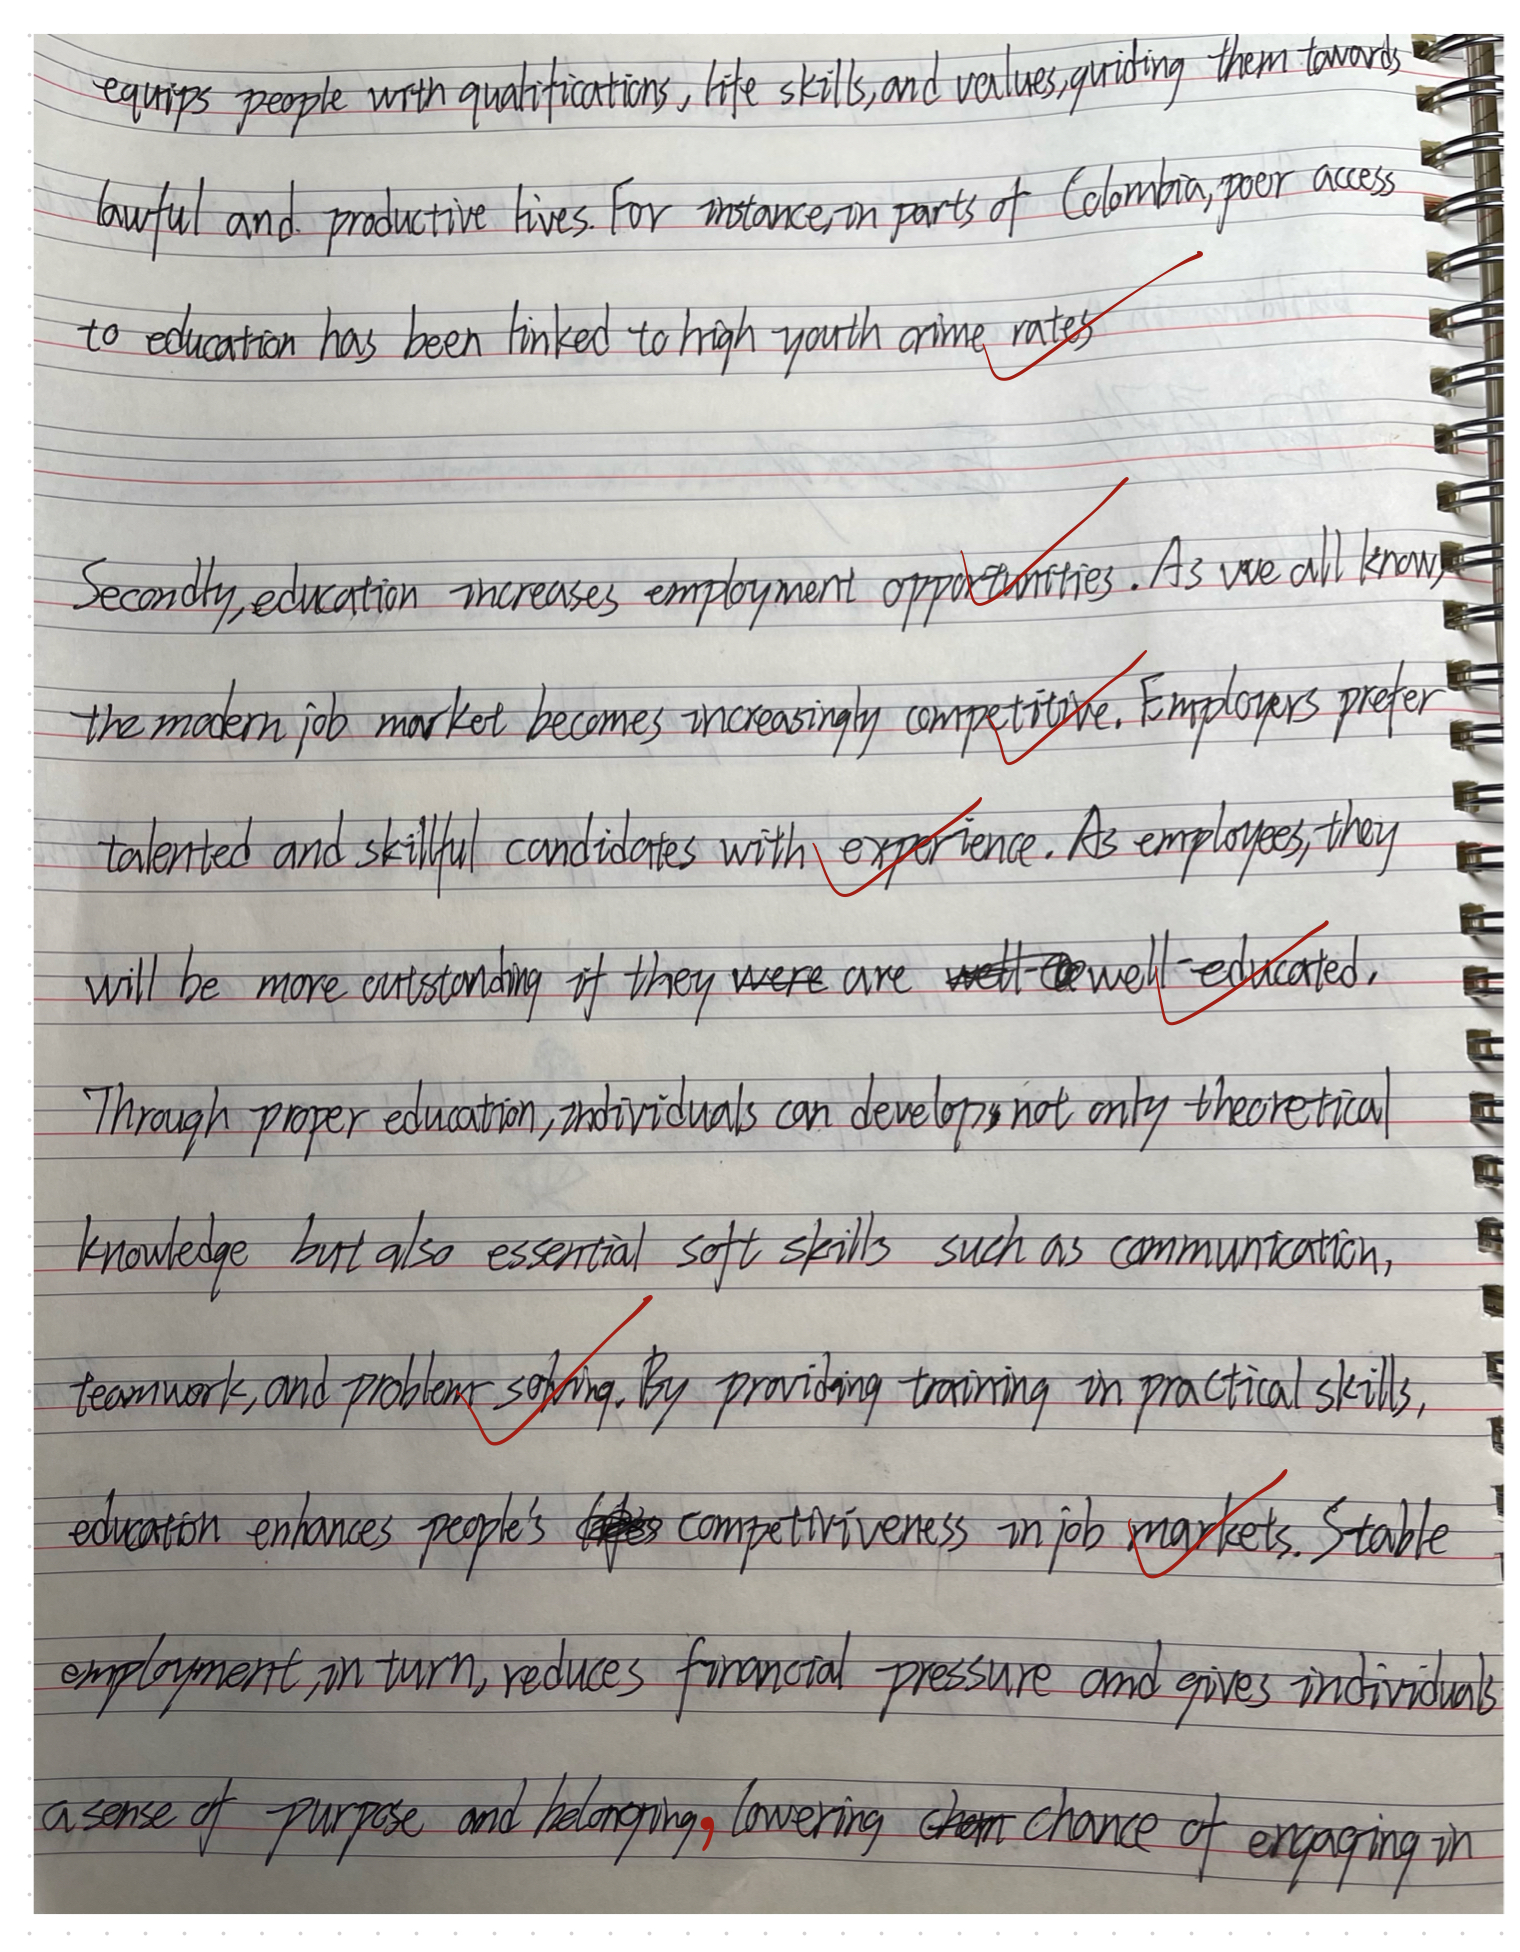 equips people with qualifications, life skills, and values, guiding them towards
lawful and productive lives. For instance, in parts of Colombia, poor access
to education has been linked to high youth crime rates
Secondly, education increases employment opportunities. As we all know,
the modern job market becomes increasingly competitive. Employers prefer
talented and skillful candidates with experience. As employees, they
will be more outstanding if they were are well-e well-educated.
Through proper education, individuals can develop, not only theoretical
knowledge but also essential soft skills such as communication,
teamwork, and problem-solving. By providing training in practical skills,
education enhances people's competitiveness in job markets. Stable
employment, in turn, reduces financial pressure and gives individuals
a sense of purpose and belonging, lowering chance of engaging in